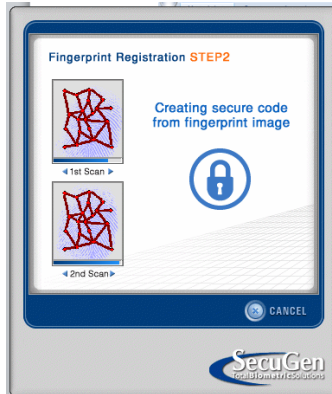 Fingerprint Registration STEP2
Creating secure code
from fingerprint image
1st Scan
2nd Scan
CANCEL
SecuGen
Total Biometric Solutions